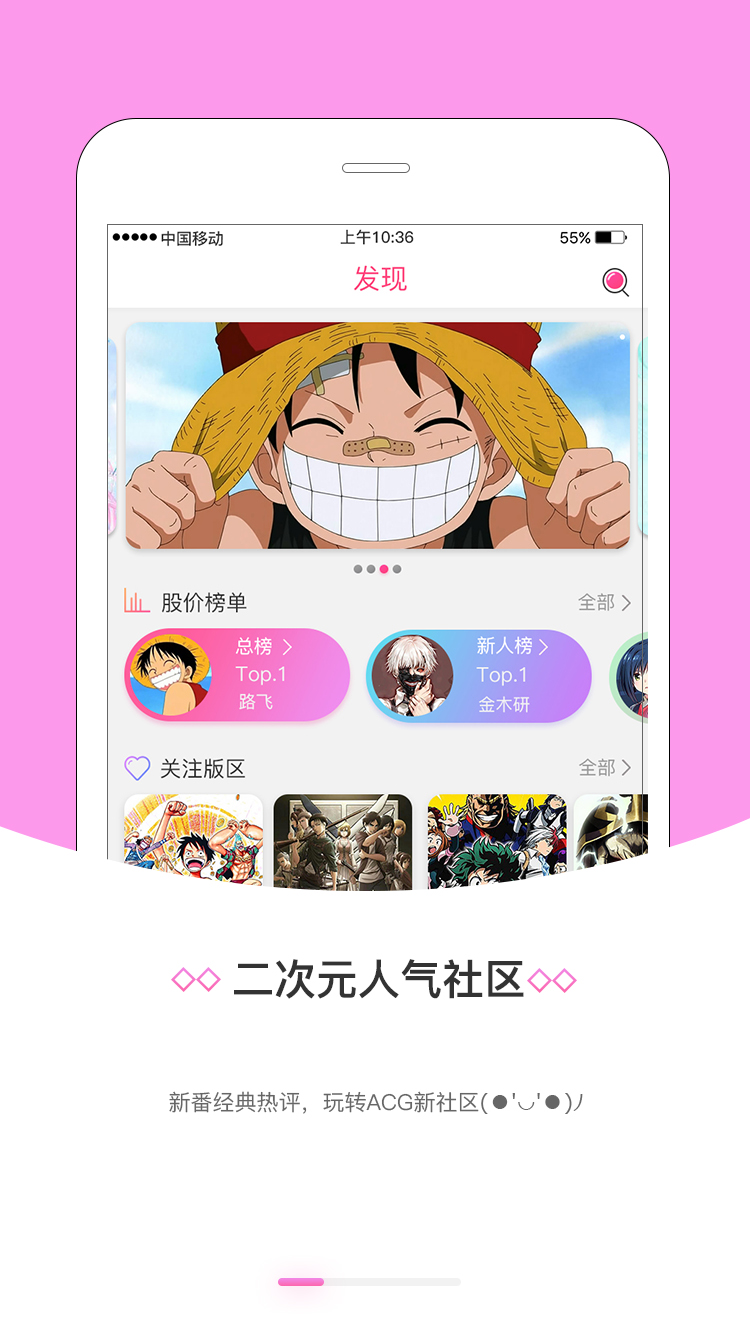 中国移动 上午10:36 55%
发现
股价榜单 全部
总榜
Top.1
路飞
新人榜
Top.1
金木研
关注版区 全部
二次元人气社区
新番经典热评，玩转ACG新社区(●'◡'●)ﾉ